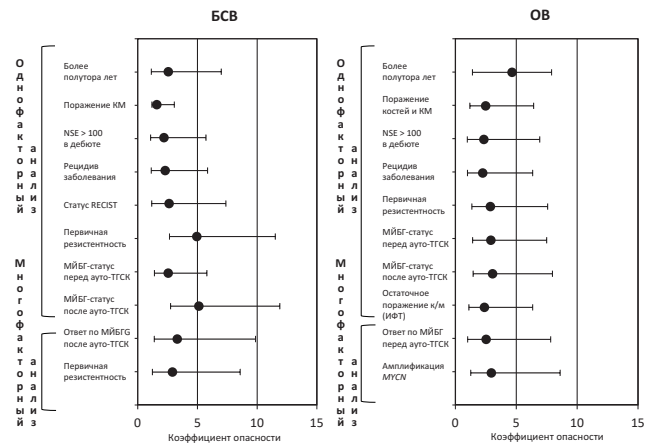 БСВ
Однофакторный анализ
Более
полутора лет
Поражение КМ
NSE > 100
в дебюте
Рецидив
заболевания
Статус RECIST
Первичная
резистентность
МЙБГ-статус
перед ауто-ТГСК
МЙБГ-статус
после ауто-ТГСК
Многофакторный анализ
Ответ по МЙБГG
после ауто-ТГСК
Первичная
резистентность
0 5 10 15
Коэффициент опасности
ОВ
Однофакторный анализ
Более
полутора лет
Поражение
костей и КМ
NSE > 100
в дебюте
Рецидив
заболевания
Первичная
резистентность
МЙБГ-статус
перед ауто-ТГСК
МЙБГ-статус
после ауто-ТГСК
Остаточное
поражение к/м
(ИФТ)
Многофакторный анализ
Ответ по МЙБГ
перед ауто-ТГСК
Амплификация
MYCN
0 5 10 15
Коэффициент опасности